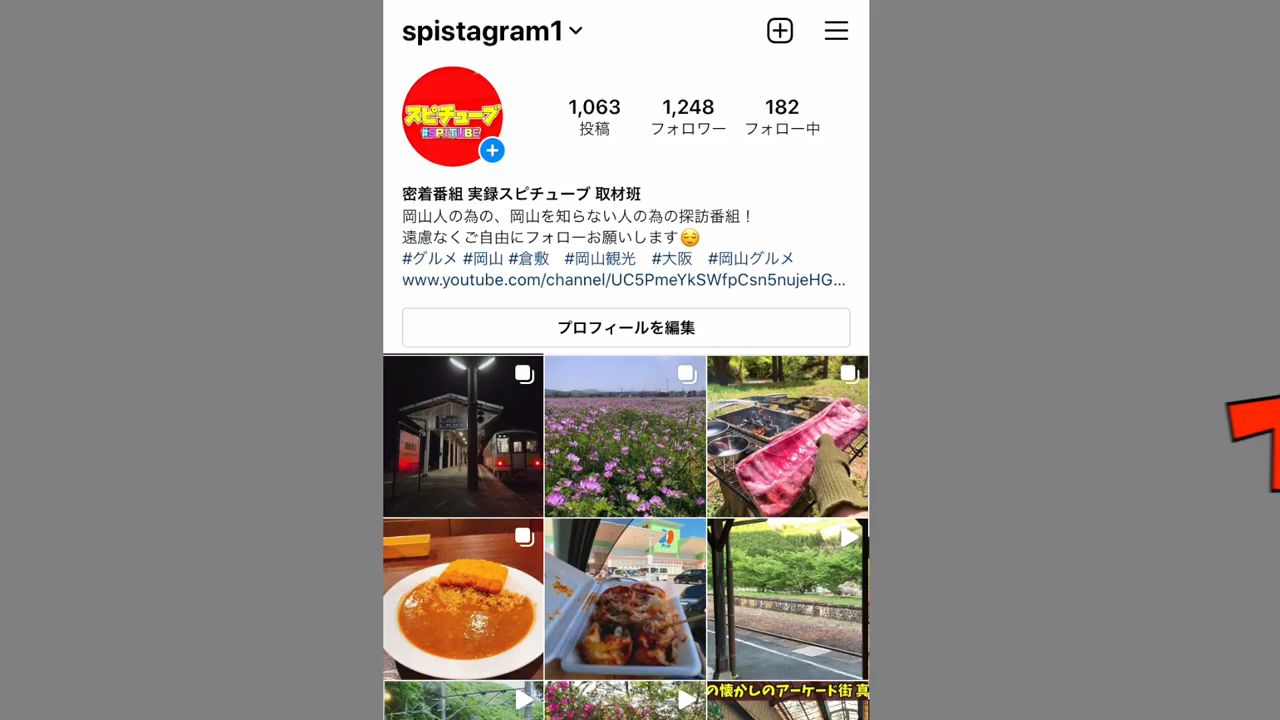 spistagram1
スピチューブ
#SPITUBE
1,063
投稿
1,248
フォロワー
182
フォロー中
密着番組 実録スピチューブ 取材班
岡山人の為の、岡山を知らない人の為の探訪番組！
遠慮なくご自由にフォローお願いします😌
#グルメ #岡山 #倉敷 #岡山観光 #大阪 #岡山グルメ
www.youtube.com/channel/UC5PmeYkSWfpCsn5nujeHG...
プロフィールを編集
の懐かしのアーケード街 真